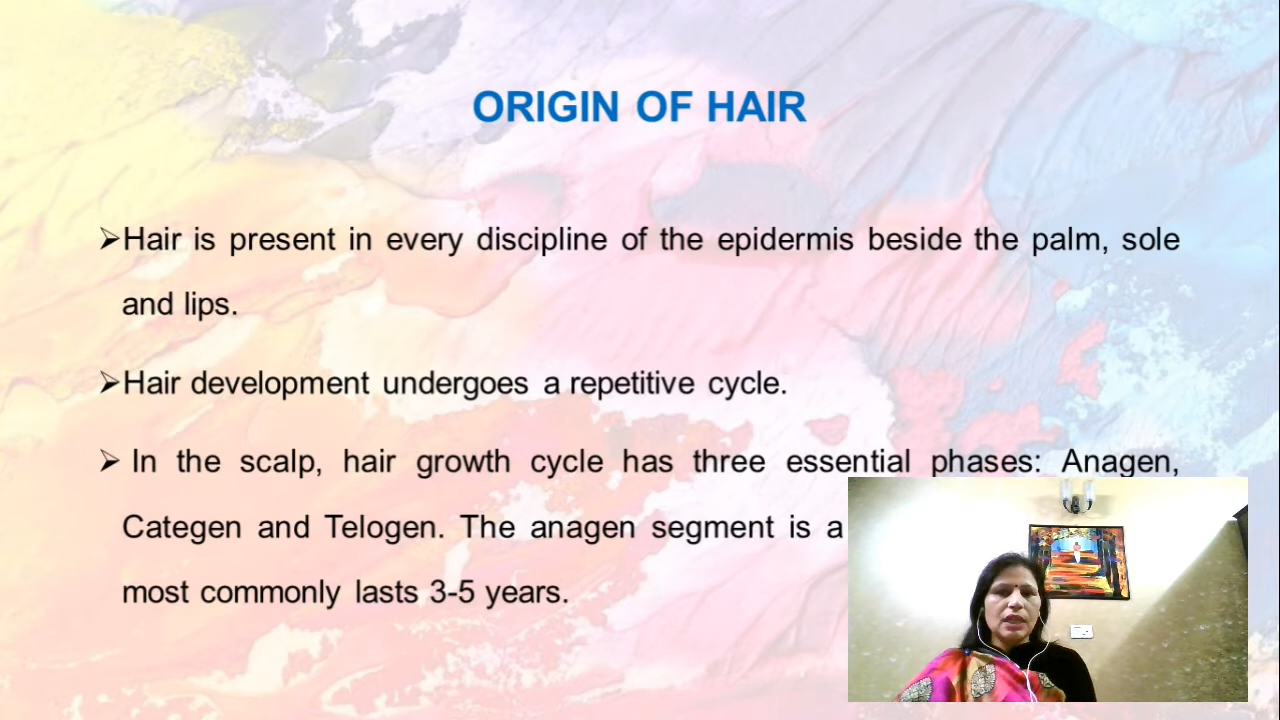 ORIGIN OF HAIR
➢Hair is present in every discipline of the epidermis beside the palm, sole
and lips.
➢Hair development undergoes a repetitive cycle.
➢ In the scalp, hair growth cycle has three essential phases: Anagen,
Categen and Telogen. The anagen segment is a
most commonly lasts 3-5 years.